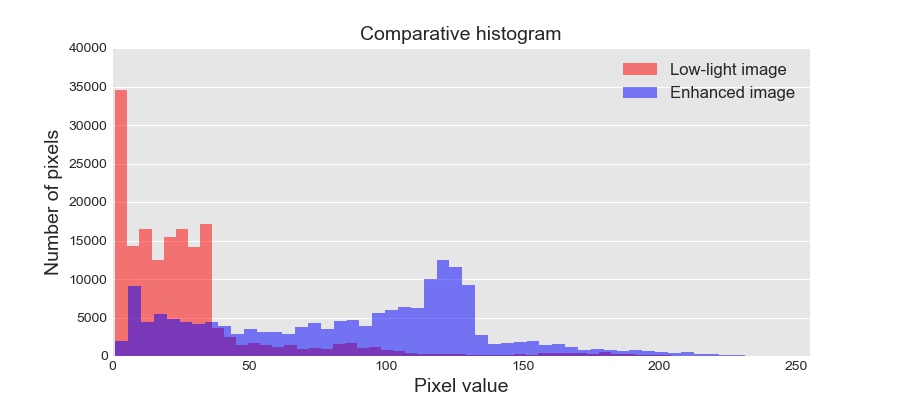 Comparative histogram
40000
35000
30000
25000
20000
15000
10000
5000
0
Number of pixels
Low-light image
Enhanced image
0 50 100 150 200 250
Pixel value